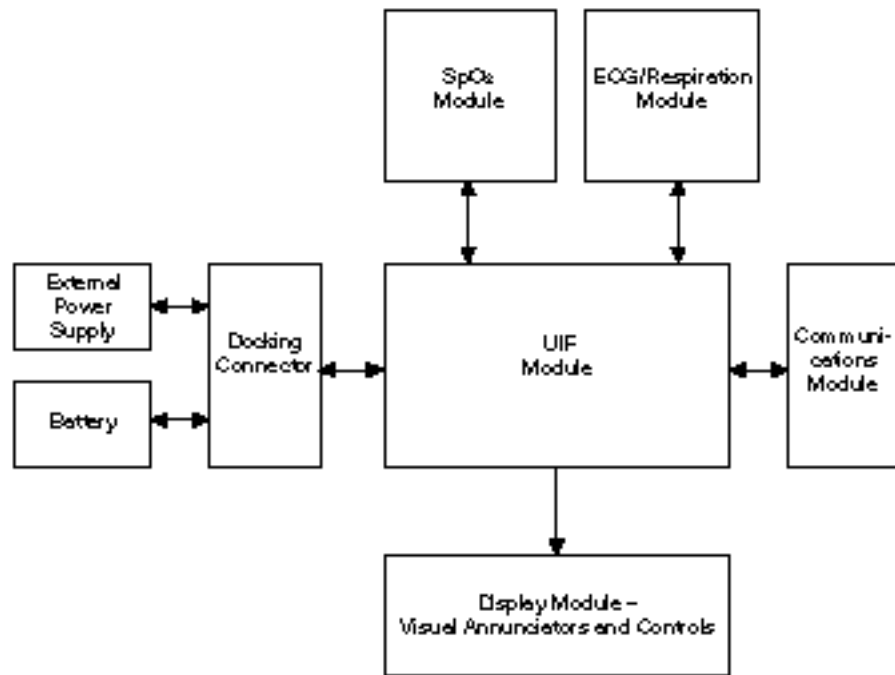 SpO₂
Module
ECG/Respiration
Module
External
Power
Supply
Docking
Connector
UIF
Module
Communi-
cations
Module
Battery
Display Module –
Visual Annunciators and Controls